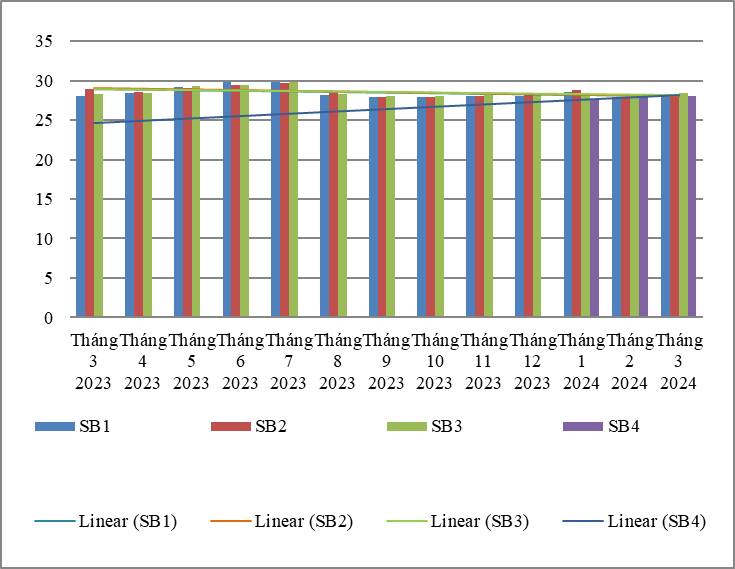 35
30
25
20
15
10
5
0
Tháng Tháng Tháng Tháng Tháng Tháng Tháng Tháng Tháng Tháng Tháng Tháng Tháng
3 4 5 6 7 8 9 10 11 12 1 2 3
2023 2023 2023 2023 2023 2023 2023 2023 2023 2023 2024 2024 2024
SB1 SB2 SB3 SB4
Linear (SB1) Linear (SB2) Linear (SB3) Linear (SB4)